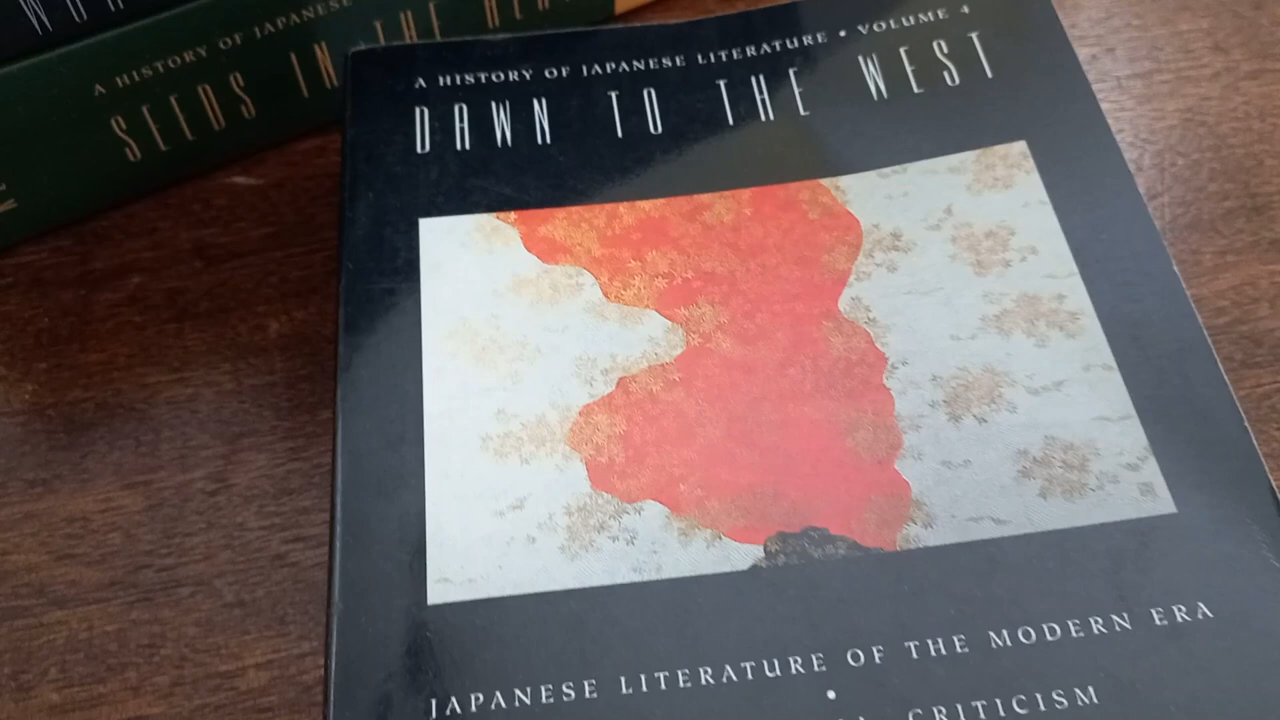 A HISTORY OF JAPANESE
SEEDS IN THE
A HISTORY OF JAPANESE LITERATURE • VOLUME 4
DAWN TO THE WEST
JAPANESE LITERATURE OF THE MODERN ERA
•
CRITICISM